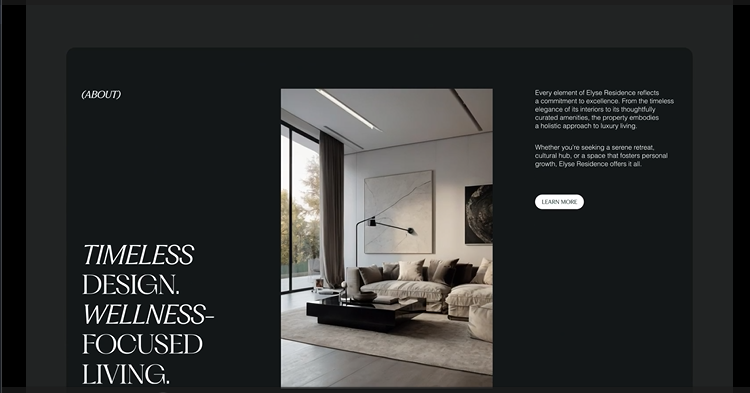 (ABOUT)
TIMELESS
DESIGN.
WELLNESS-
FOCUSED
LIVING.
Every element of Elyse Residence reflects
a commitment to excellence. From the timeless
elegance of its interiors to its thoughtfully
curated amenities, the property embodies
a holistic approach to luxury living.
Whether you're seeking a serene retreat,
cultural hub, or a space that fosters personal
growth, Elyse Residence offers it all.
LEARN MORE